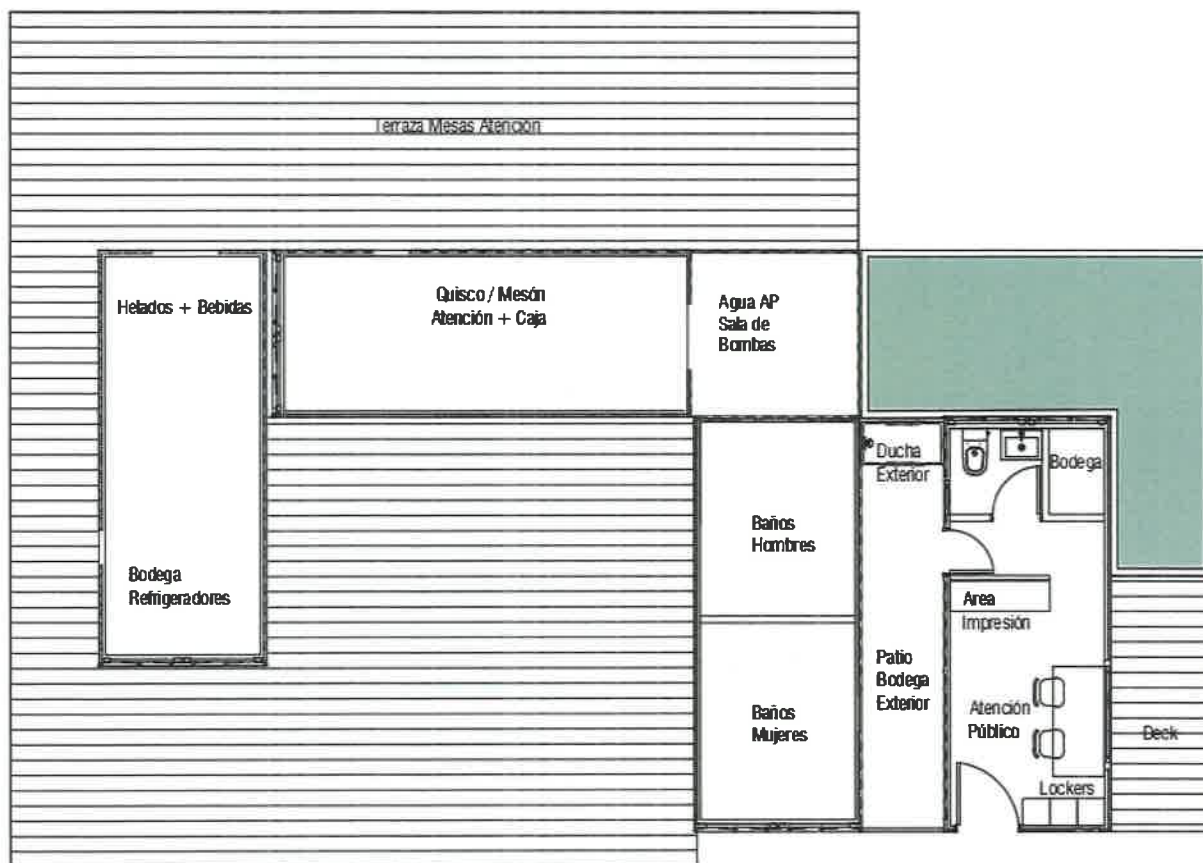 Terraza Mesas Atención
Helados + Bebidas
Quisco / Mesón
Atención + Caja
Agua AP
Sala de
Bombas
Ducha
Exterior
Bodega
Baños
Hombres
Bodega
Refrigeradores
Area
Impresión
Patio
Bodega
Exterior
Baños
Mujeres
Atención
Público
Deck
Lockers